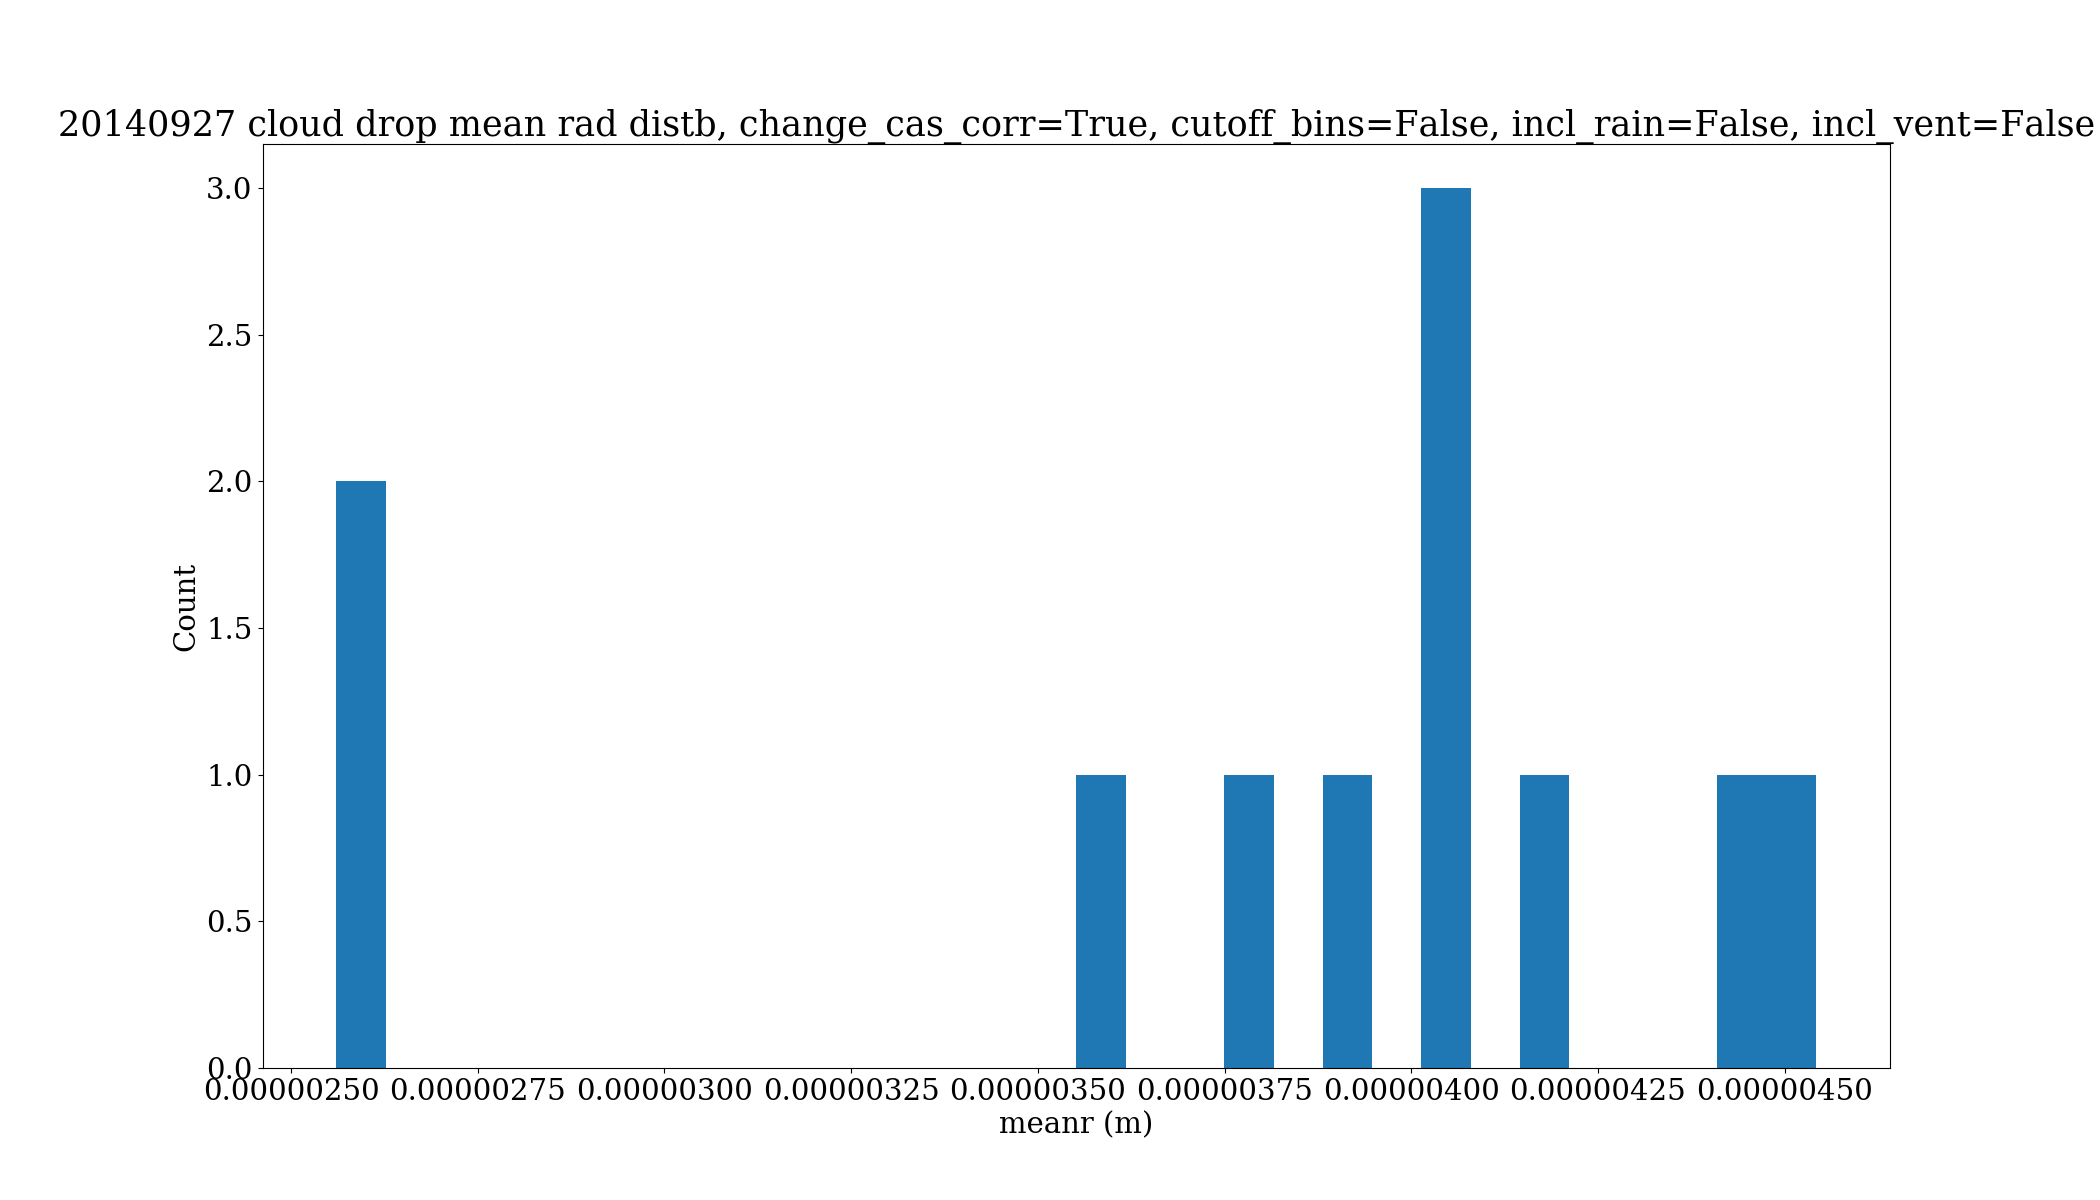 20140927 cloud drop mean rad distb, change_cas_corr=True, cutoff_bins=False, incl_rain=False, incl_vent=False
3.0
2.5
2.0
1.5
1.0
0.5
0.0
Count
0.00000250 0.00000275 0.00000300 0.00000325 0.00000350 0.00000375 0.00000400 0.00000425 0.00000450
meanr (m)